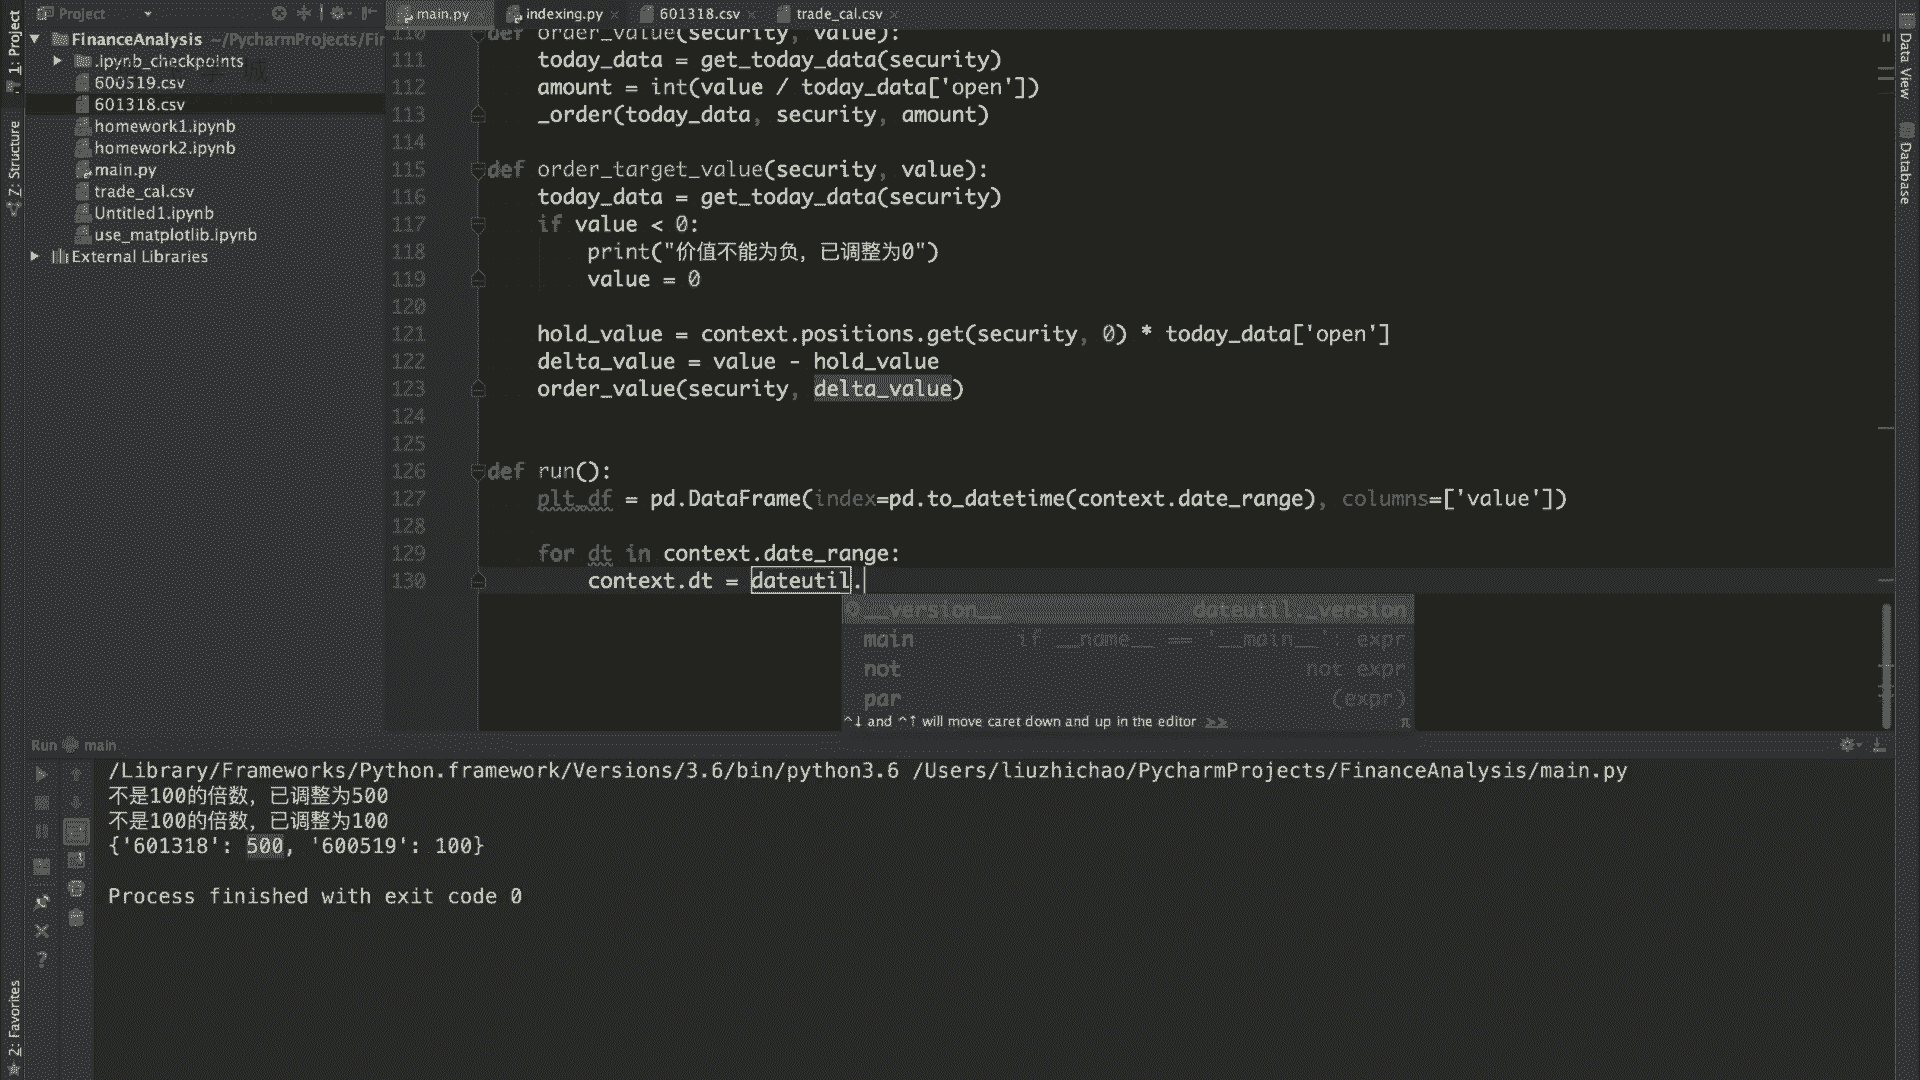 Project
main.py
indexing.py
601318.csv
trade_cal.csv
1: Project
Z: Structure
2: Favorites
Data View
Database
FinanceAnalysis ~/PycharmProjects/Fir
.ipynb_checkpoints
600519.csv
601318.csv
homework1.ipynb
homework2.ipynb
main.py
trade_cal.csv
Untitled1.ipynb
use_matplotlib.ipynb
External Libraries
110 def order_value(security, value):
111 today_data = get_today_data(security)
112 amount = int(value / today_data['open'])
113 _order(today_data, security, amount)
114
115 def order_target_value(security, value):
116 today_data = get_today_data(security)
117 if value < 0:
118 print("价值不能为负，已调整为0")
119 value = 0
120
121 hold_value = context.positions.get(security, 0) * today_data['open']
122 delta_value = value - hold_value
123 order_value(security, delta_value)
124
125
126 def run():
127 plt_df = pd.DataFrame(index=pd.to_datetime(context.date_range), columns=['value'])
128
129 for dt in context.date_range:
130 context.dt = dateutil.
__version__ dateutil._version
main if __name__ == '__main__': expr
not not expr
par (expr)
^↓ and ^↑ will move caret down and up in the editor >>
π
Run main
/Library/Frameworks/Python.framework/Versions/3.6/bin/python3.6 /Users/liuzhichao/PycharmProjects/FinanceAnalysis/main.py
不是100的倍数，已调整为500
不是100的倍数，已调整为100
{'601318': 500, '600519': 100}
Process finished with exit code 0